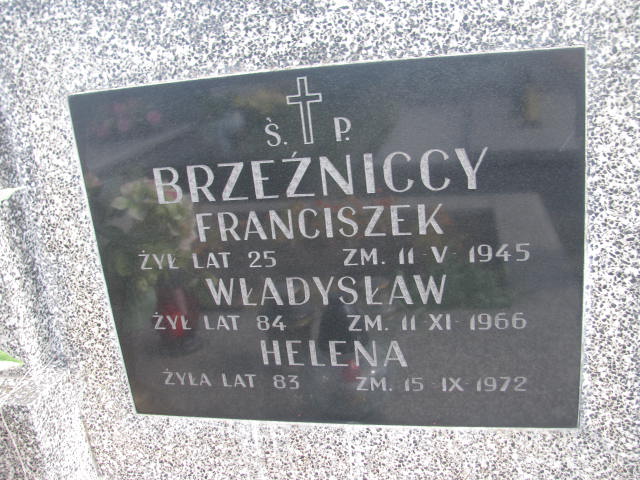 Ś. P.
BRZEŹNICCY
FRANCISZEK
ŻYŁ LAT 25 ZM. 11-V-1945
WŁADYSŁAW
ŻYŁ LAT 84 ZM. 11 XI-1966
HELENA
ŻYŁA LAT 83 ZM. 15-IX-1972